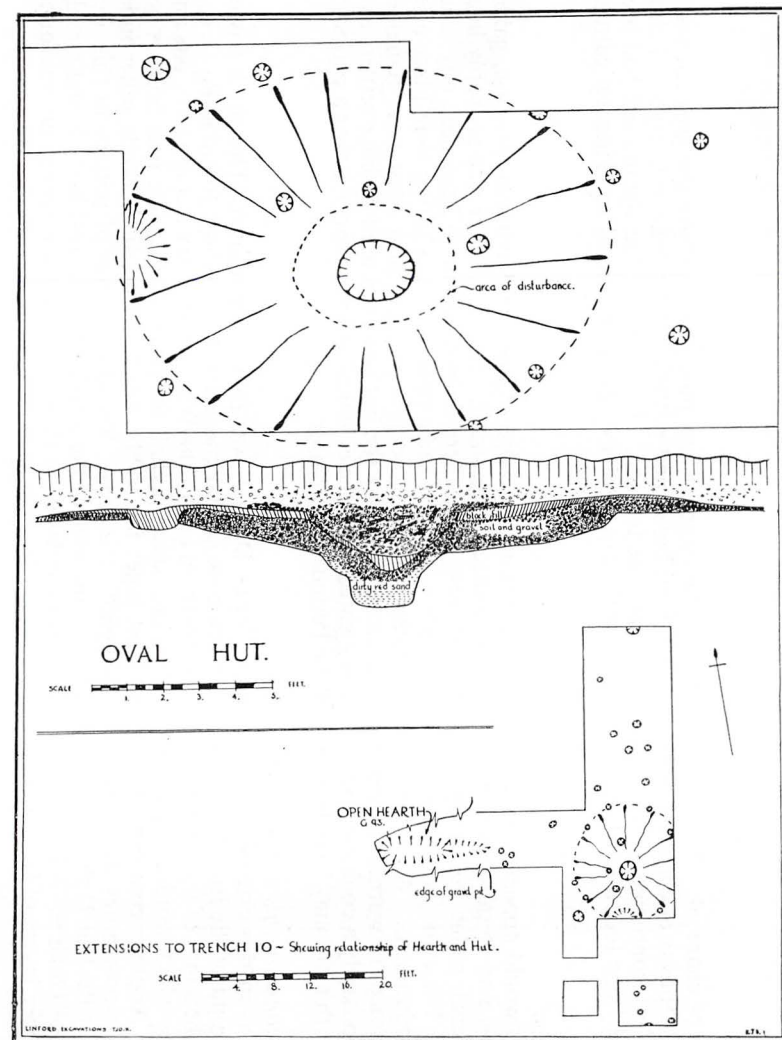 area of disturbance.
black fill
soil and gravel
dirty red sand
OVAL HUT.
SCALE
1. 2. 3. 4. 5. FEET.
OPEN HEARTH
G 93.
edge of gravel pit
EXTENSIONS TO TRENCH 10 ~ Shewing relationship of Hearth and Hut.
SCALE
4. 8. 12. 16. 20. FEET.
LINFORD EXCAVATIONS